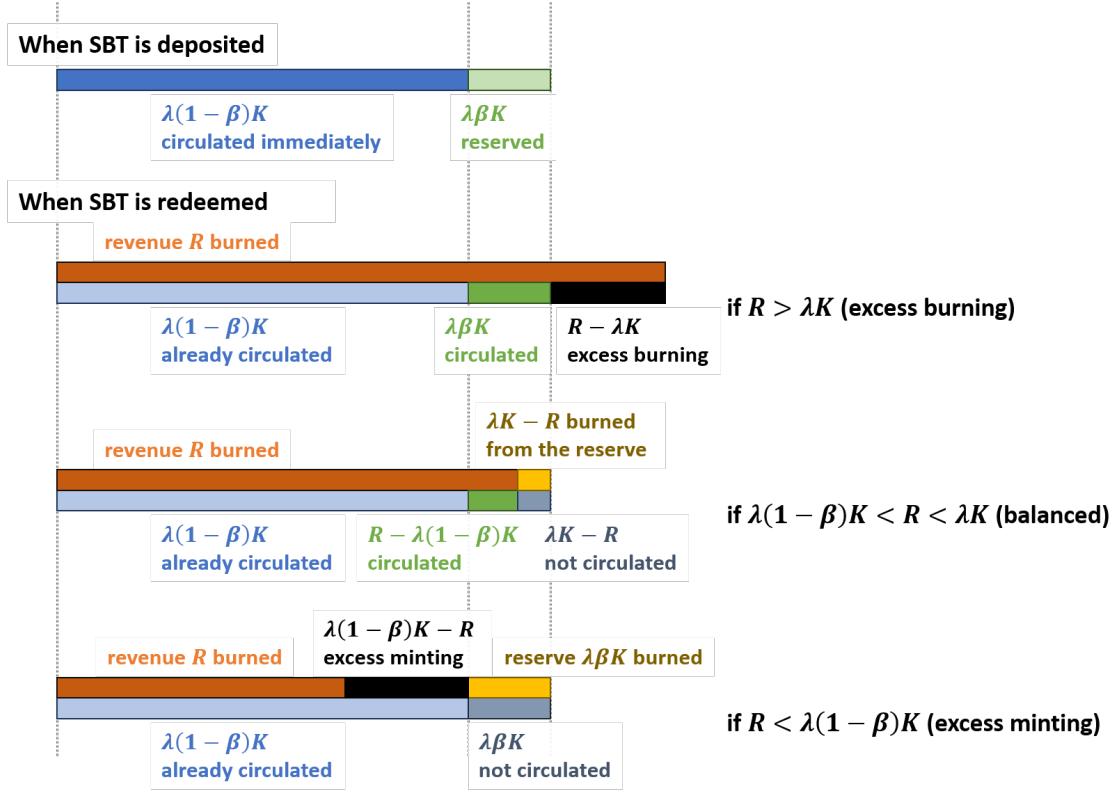 When SBT is deposited
λ(1 − β)K
circulated immediately
λβK
reserved
When SBT is redeemed
revenue R burned
λ(1 − β)K
already circulated
λβK
circulated
R − λK
excess burning
if R > λK (excess burning)
λK − R burned
from the reserve
revenue R burned
λ(1 − β)K
already circulated
R − λ(1 − β)K
circulated
λK − R
not circulated
if λ(1 − β)K < R < λK (balanced)
λ(1 − β)K − R
excess minting
revenue R burned
reserve λβK burned
λ(1 − β)K
already circulated
λβK
not circulated
if R < λ(1 − β)K (excess minting)